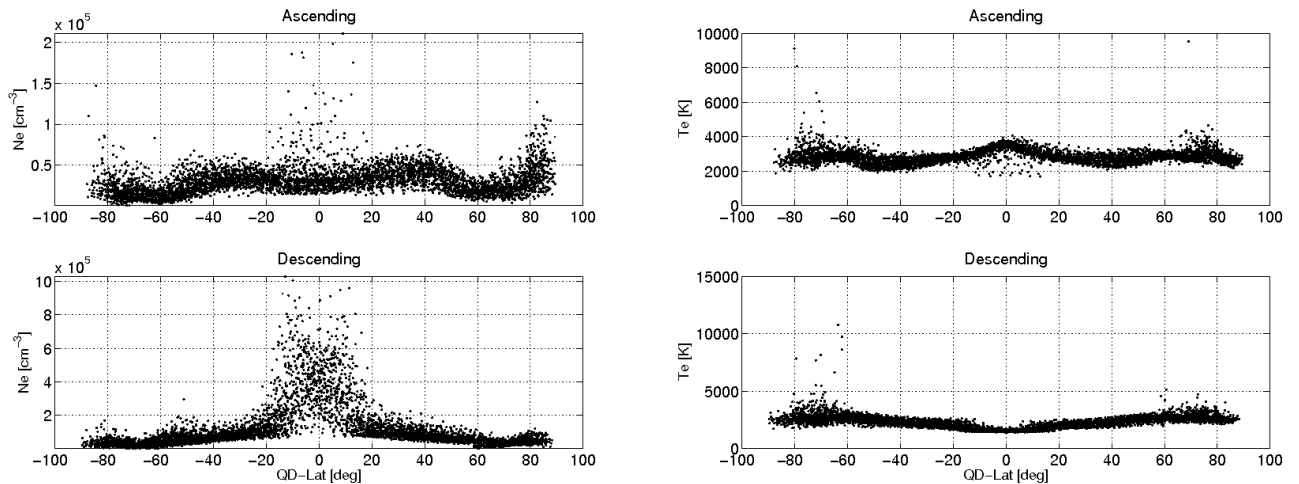 Ascending
x 10^5
2
1.5
1
0.5
Ne [cm^−3]
−100 −80 −60 −40 −20 0 20 40 60 80 100
Descending
x 10^5
10
8
6
4
2
Ne [cm^−3]
−100 −80 −60 −40 −20 0 20 40 60 80 100
QD−Lat [deg]
Ascending
10000
8000
6000
4000
2000
0
Te [K]
−100 −80 −60 −40 −20 0 20 40 60 80 100
Descending
15000
10000
5000
0
Te [K]
−100 −80 −60 −40 −20 0 20 40 60 80 100
QD−Lat [deg]